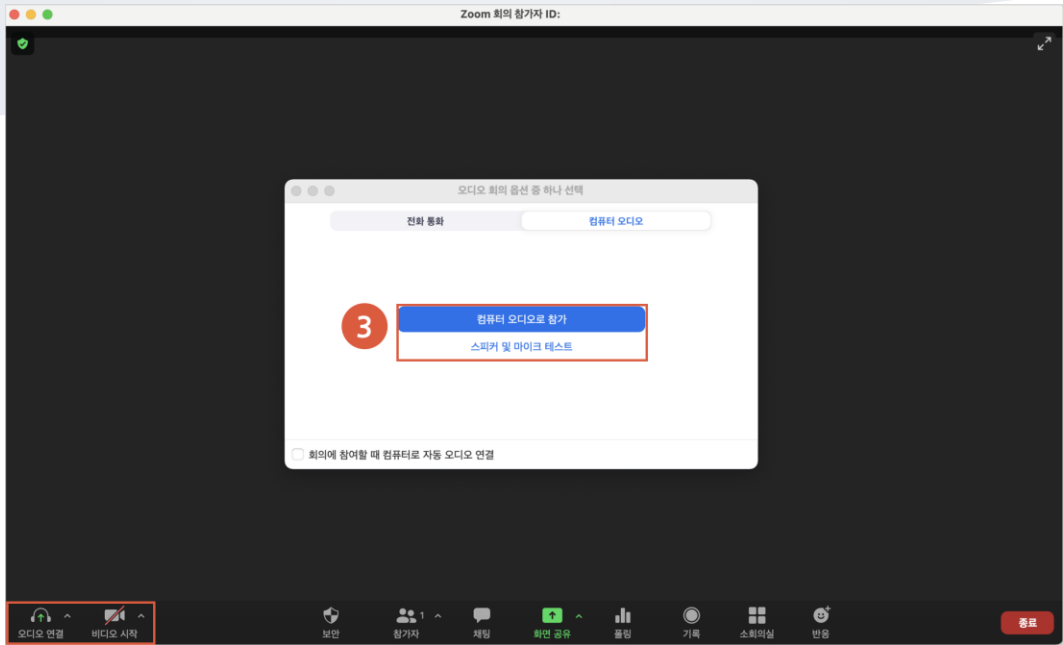 Zoom 회의 참가자 ID:
오디오 회의 옵션 중 하나 선택
전화 통화
컴퓨터 오디오
3
컴퓨터 오디오로 참가
스피커 및 마이크 테스트
회의에 참여할 때 컴퓨터로 자동 오디오 연결
오디오 연결
비디오 시작
보안
1
참가자
채팅
화면 공유
폴링
기록
소회의실
반응
종료